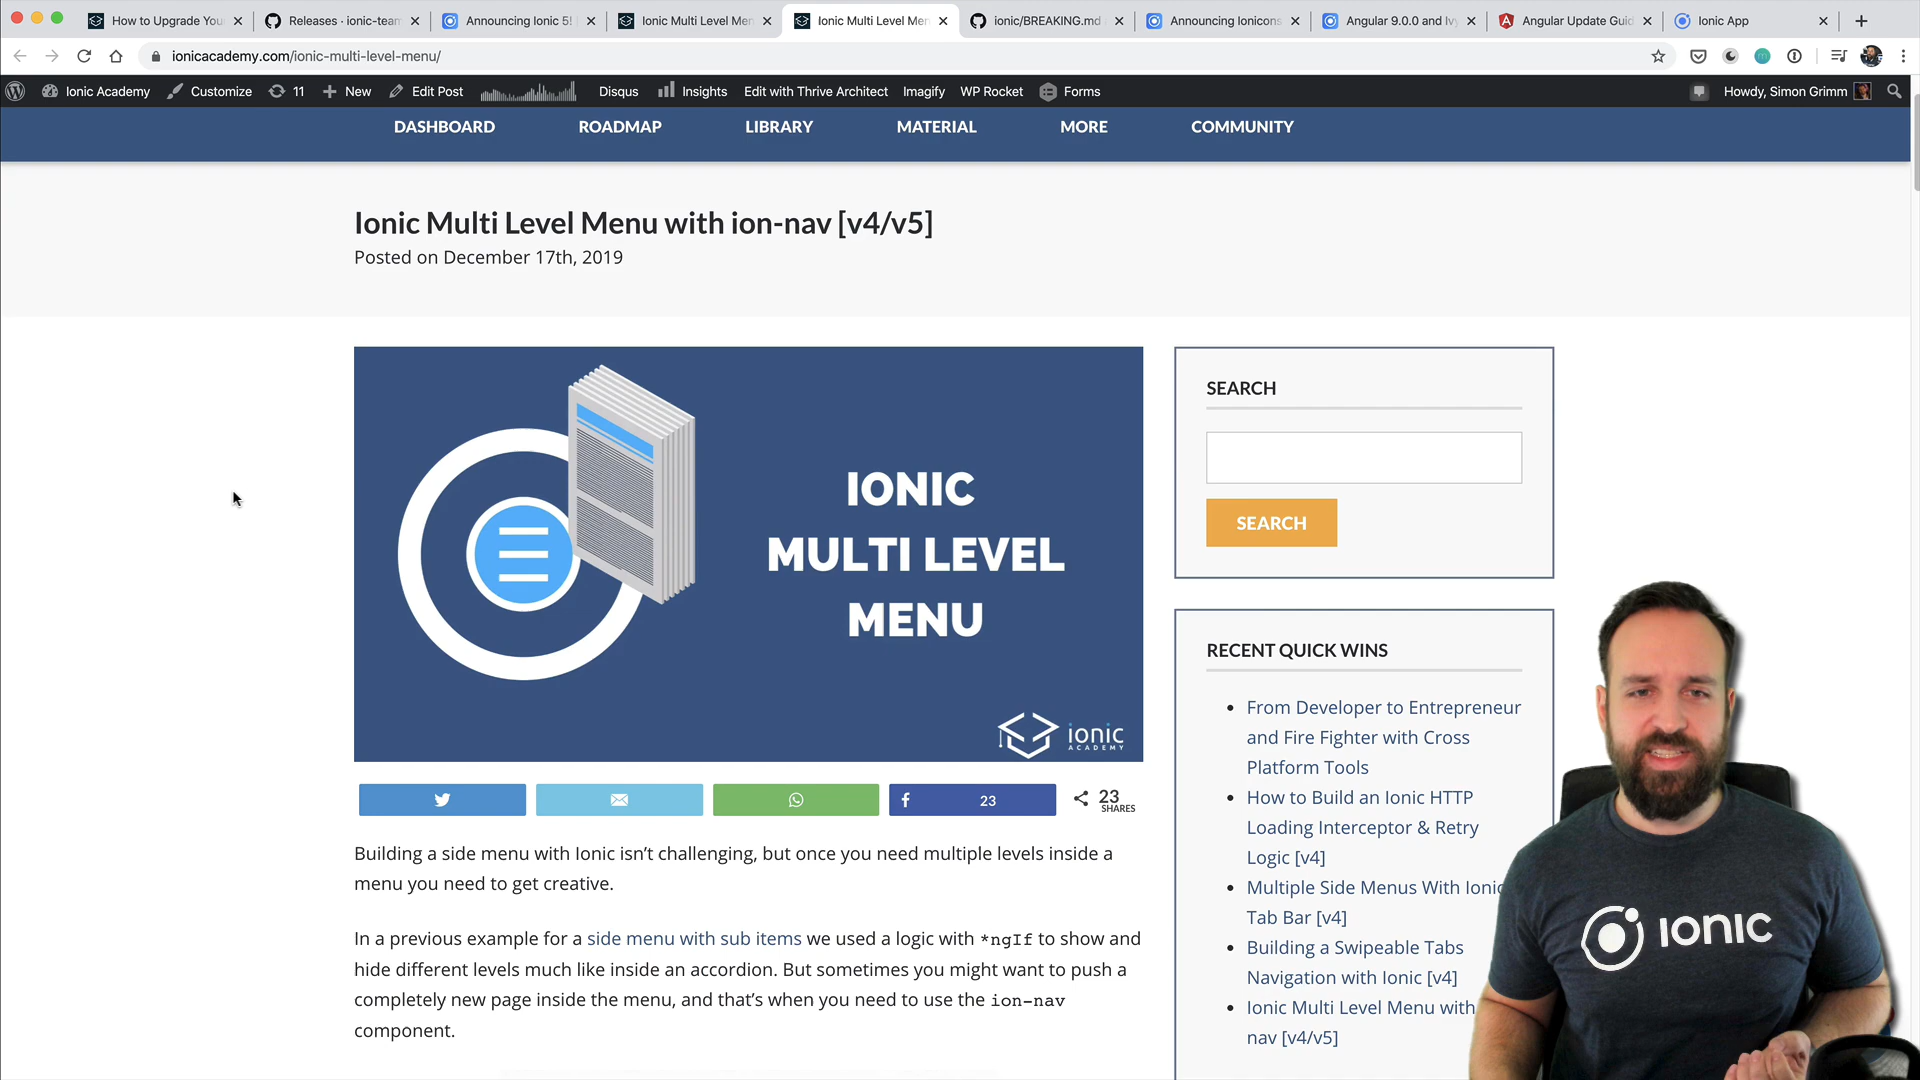 How to Upgrade You
Releases · ionic-team
Announcing Ionic 5!
Ionic Multi Level Men
Ionic Multi Level Men
ionic/BREAKING.md
Announcing Ionicons
Angular 9.0.0 and Ivy
Angular Update Guid
Ionic App
ionicacademy.com/ionic-multi-level-menu/
Ionic Academy
Customize
11
New
Edit Post
Disqus
Insights
Edit with Thrive Architect
Imagify
WP Rocket
Forms
Howdy, Simon Grimm
DASHBOARD
ROADMAP
LIBRARY
MATERIAL
MORE
COMMUNITY
Ionic Multi Level Menu with ion-nav [v4/v5]
Posted on December 17th, 2019
IONIC
MULTI LEVEL
MENU
ionic
ACADEMY
23
23
SHARES
Building a side menu with Ionic isn't challenging, but once you need multiple levels inside a
menu you need to get creative.
In a previous example for a side menu with sub items we used a logic with *ngIf to show and
hide different levels much like inside an accordion. But sometimes you might want to push a
completely new page inside the menu, and that's when you need to use the ion-nav
component.
SEARCH
SEARCH
RECENT QUICK WINS
From Developer to Entrepreneur
and Fire Fighter with Cross
Platform Tools
How to Build an Ionic HTTP
Loading Interceptor & Retry
Logic [v4]
Multiple Side Menus With Ionic
Tab Bar [v4]
Building a Swipeable Tabs
Navigation with Ionic [v4]
Ionic Multi Level Menu with
nav [v4/v5]
IONIC